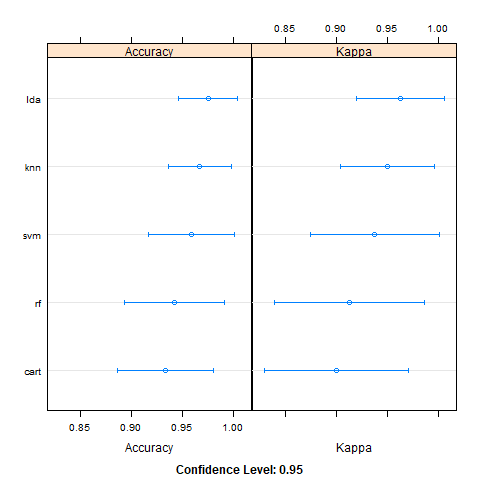 0.85 0.90 0.95 1.00
Accuracy Kappa
lda
knn
svm
rf
cart
0.85 0.90 0.95 1.00
Accuracy Kappa
Confidence Level: 0.95